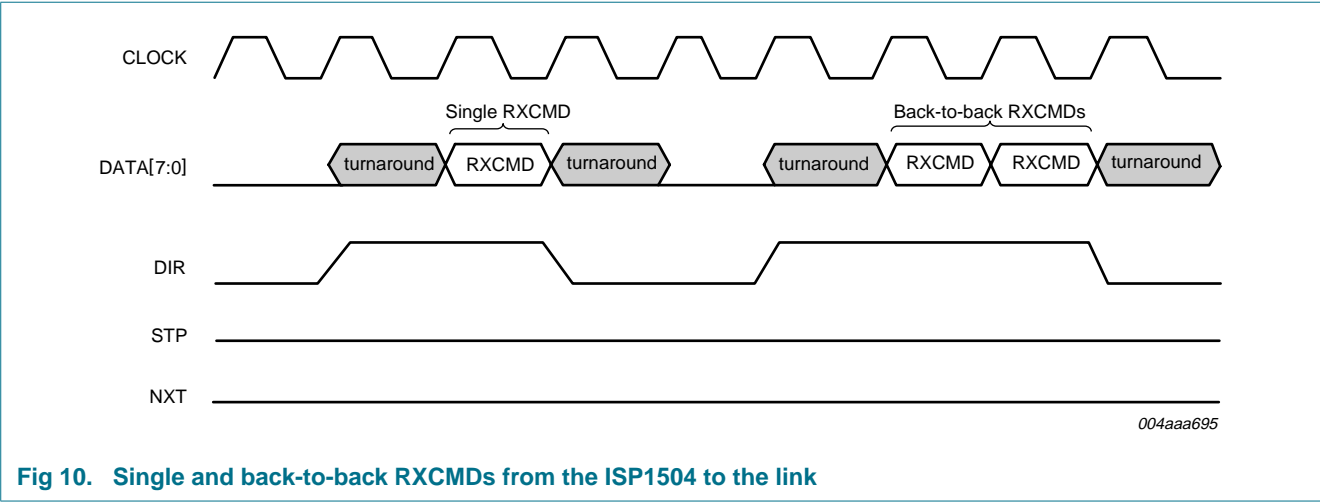 CLOCK
Single RXCMD
Back-to-back RXCMDs
DATA[7:0]
turnaround
RXCMD
turnaround
turnaround
RXCMD
RXCMD
turnaround
DIR
STP
NXT
004aaa695
Fig 10. Single and back-to-back RXCMDs from the ISP1504 to the link